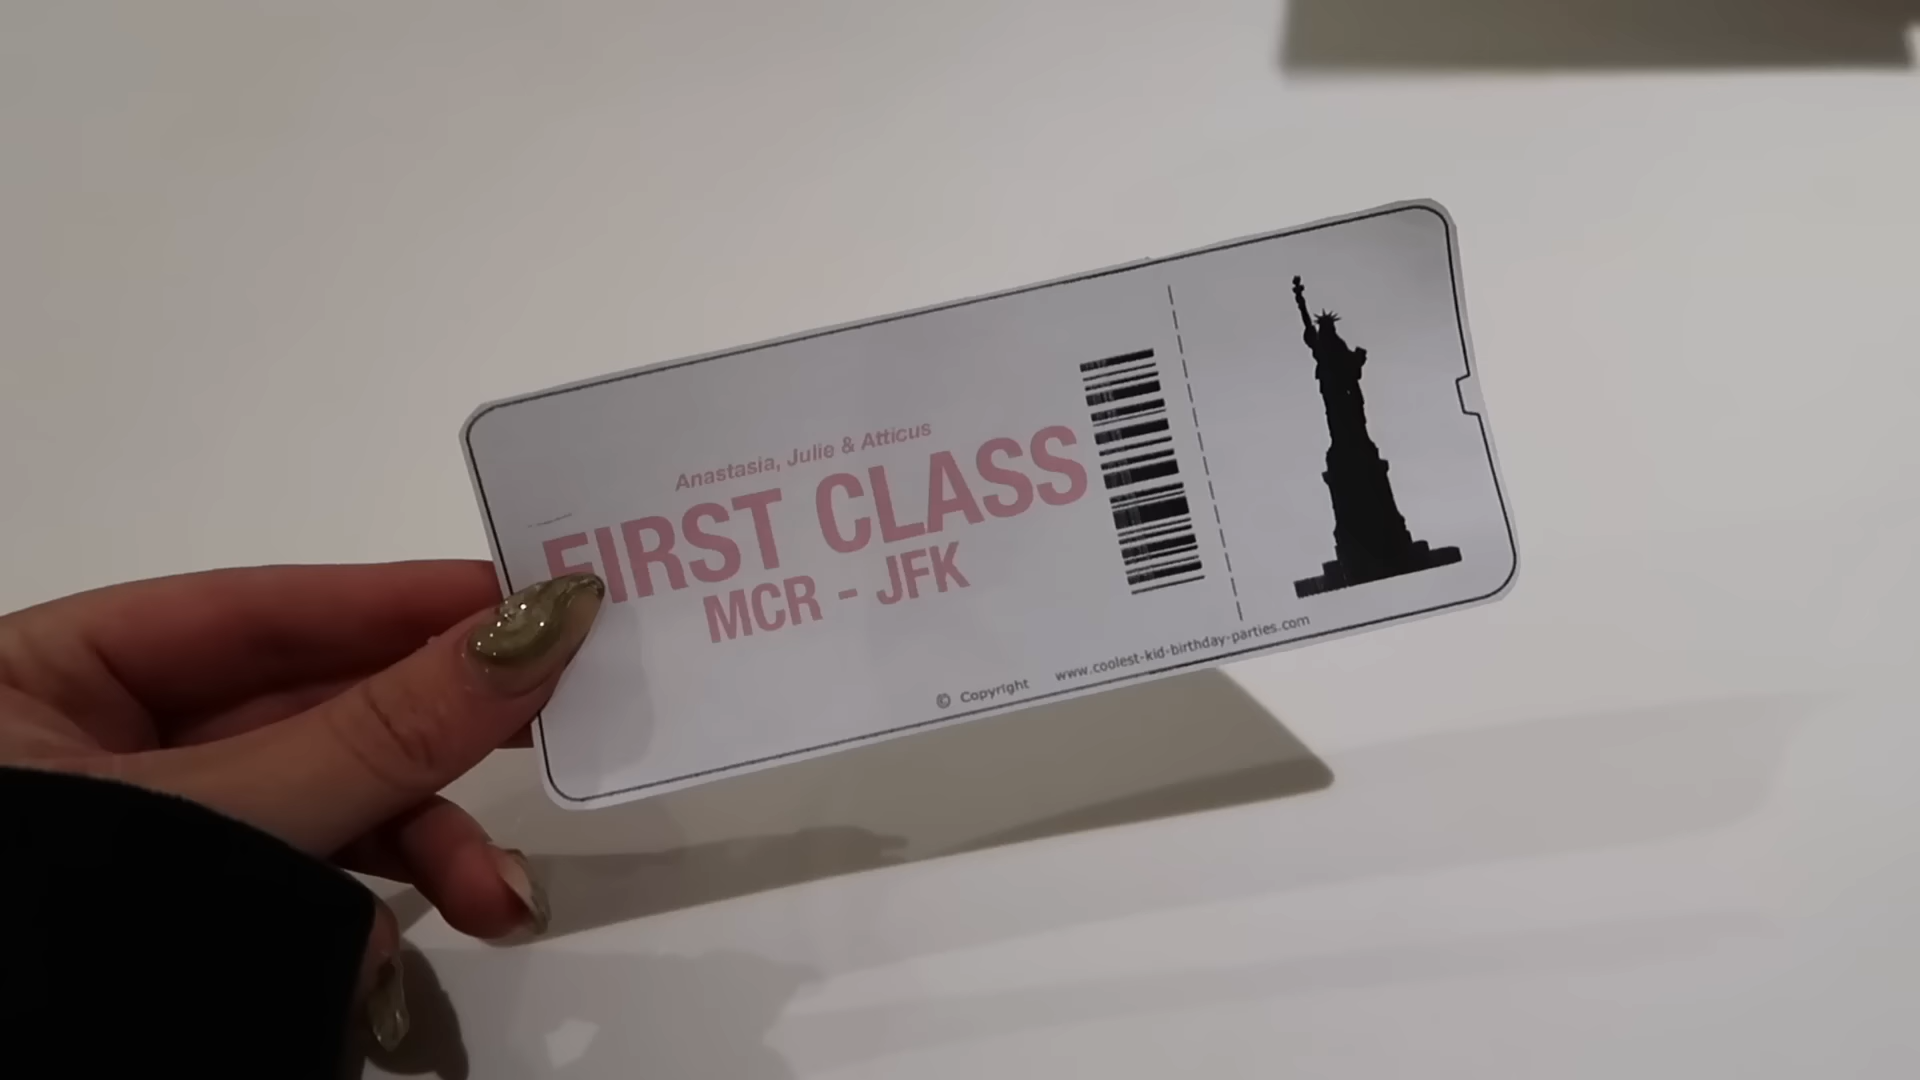 Anastasia, Julie & Atticus
FIRST CLASS
MCR - JFK
© Copyright www.coolest-kid-birthday-parties.com